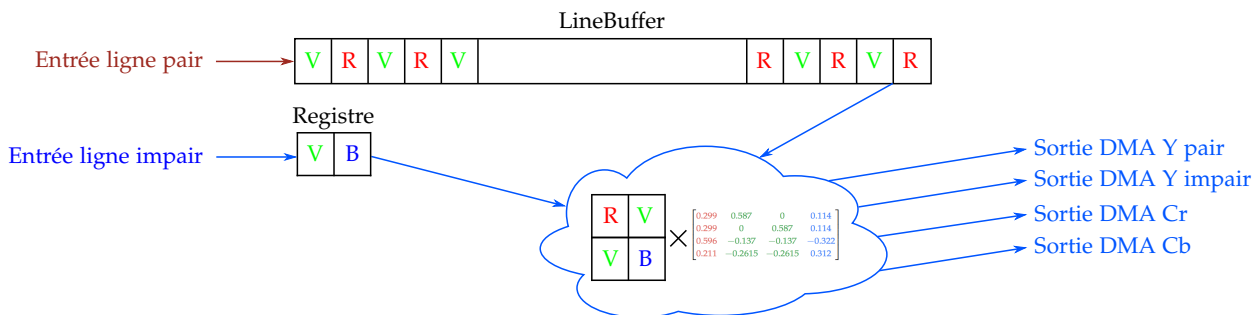 LineBuffer
Entrée ligne pair
V R V R V R V R V R
Registre
Entrée ligne impair
V B
Sortie DMA Y pair
Sortie DMA Y impair
Sortie DMA Cr
Sortie DMA Cb
R V
V B
×
0.299 0.587 0 0.114
0.299 0 0.587 0.114
0.596 −0.137 −0.137 −0.322
0.211 −0.2615 −0.2615 0.312